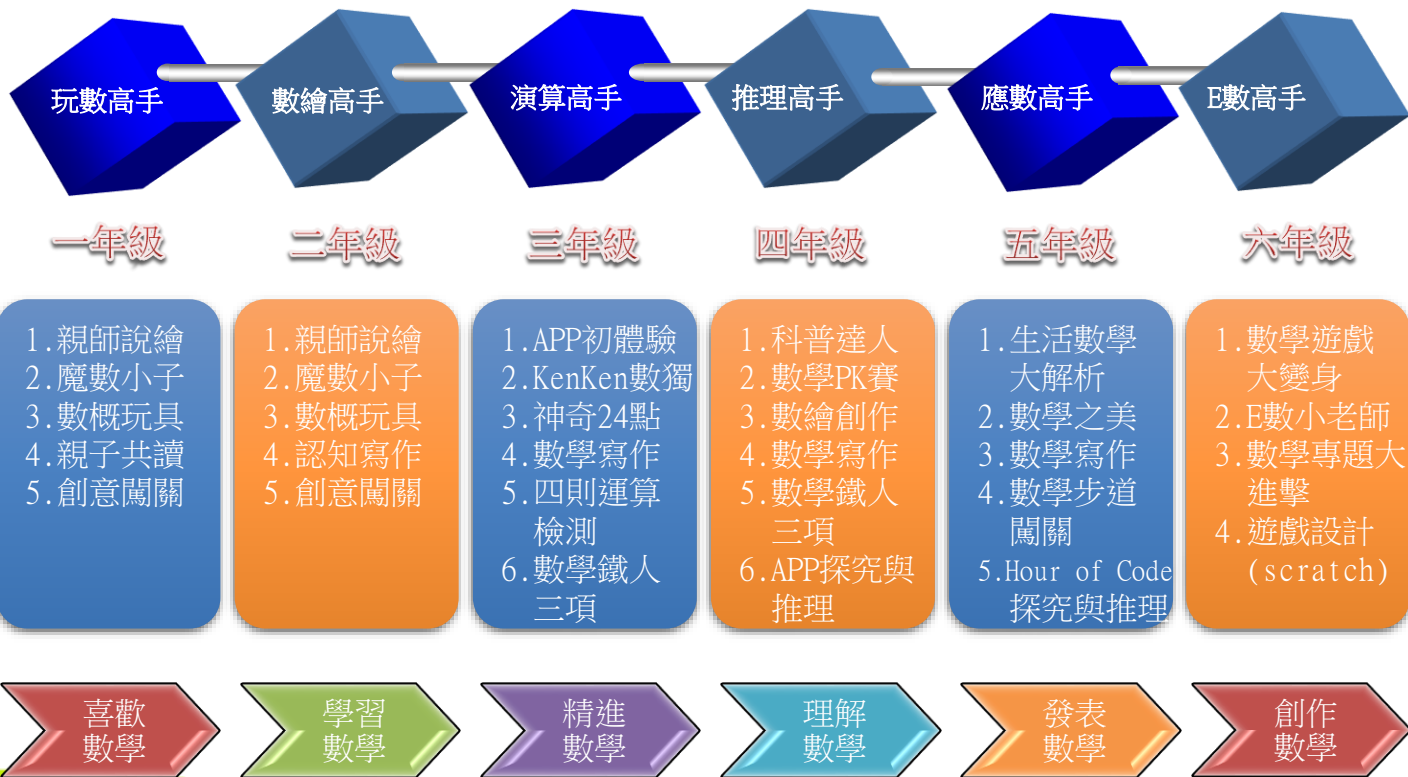 玩數高手
數繪高手
演算高手
推理高手
應數高手
E數高手
一年級
二年級
三年級
四年級
五年級
六年級
1.親師說繪
2.魔數小子
3.數概玩具
4.親子共讀
5.創意闖關
1.親師說繪
2.魔數小子
3.數概玩具
4.認知寫作
5.創意闖關
1.APP初體驗
2.KenKen數獨
3.神奇24點
4.數學寫作
5.四則運算
檢測
6.數學鐵人
三項
1.科普達人
2.數學PK賽
3.數繪創作
4.數學寫作
5.數學鐵人
三項
6.APP探究與
推理
1.生活數學
大解析
2.數學之美
3.數學寫作
4.數學步道
闖關
5.Hour of Code
探究與推理
1.數學遊戲
大變身
2.E數小老師
3.數學專題大
進擊
4.遊戲設計
(scratch)
喜歡
數學
學習
數學
精進
數學
理解
數學
發表
數學
創作
數學